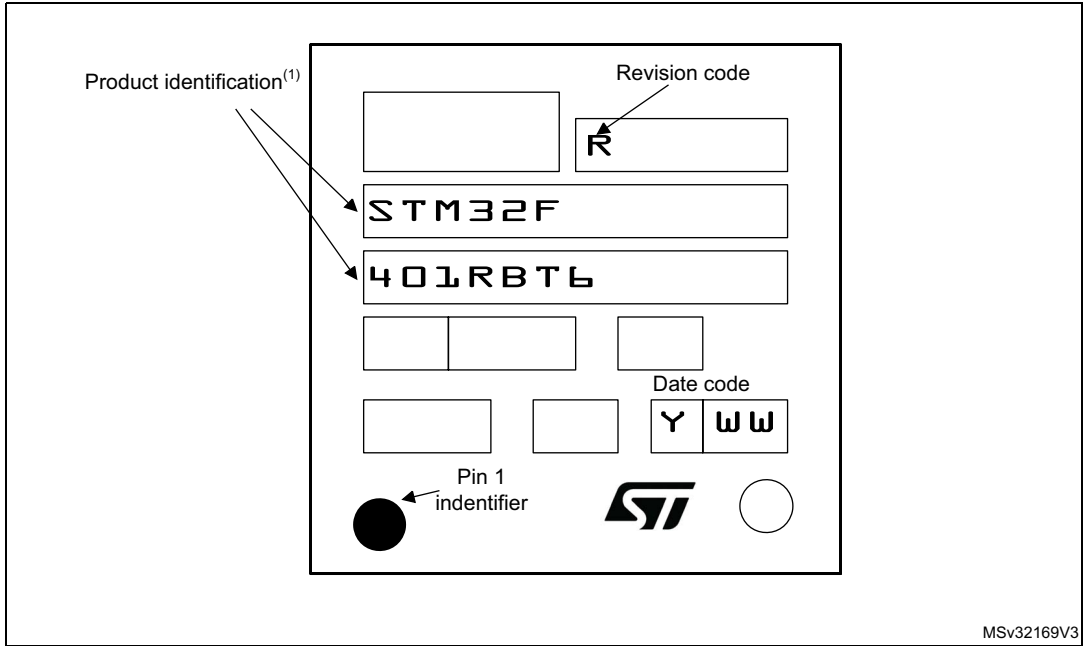 Product identification(1)
Revision code
R
STM32F
401RBT6
Date code
Y WW
Pin 1
indentifier
ST
MSv32169V3